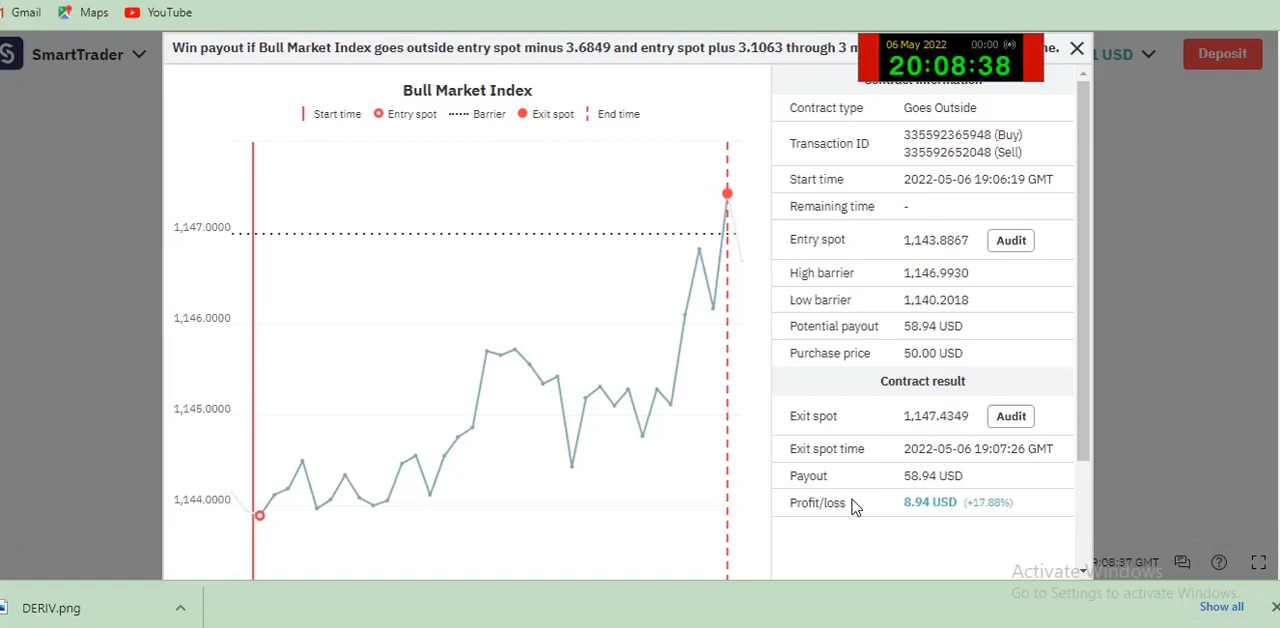 Gmail Maps YouTube
SmartTrader
Win payout if Bull Market Index goes outside entry spot minus 3.6849 and entry spot plus 3.1063 through 3
06 May 2022 00:00
20:08:38
USD
Deposit
Bull Market Index
Start time Entry spot Barrier Exit spot End time
1,147.0000
1,146.0000
1,145.0000
1,144.0000
Contract information
Contract type Goes Outside
Transaction ID 335592365948 (Buy)
335592652048 (Sell)
Start time 2022-05-06 19:06:19 GMT
Remaining time -
Entry spot 1,143.8867 Audit
High barrier 1,146.9930
Low barrier 1,140.2018
Potential payout 58.94 USD
Purchase price 50.00 USD
Contract result
Exit spot 1,147.4349 Audit
Exit spot time 2022-05-06 19:07:26 GMT
Payout 58.94 USD
Profit/loss 8.94 USD (+17.88%)
:08:37 GMT
Activate Windows
Go to Settings to activate Windows.
DERIV.png
Show all